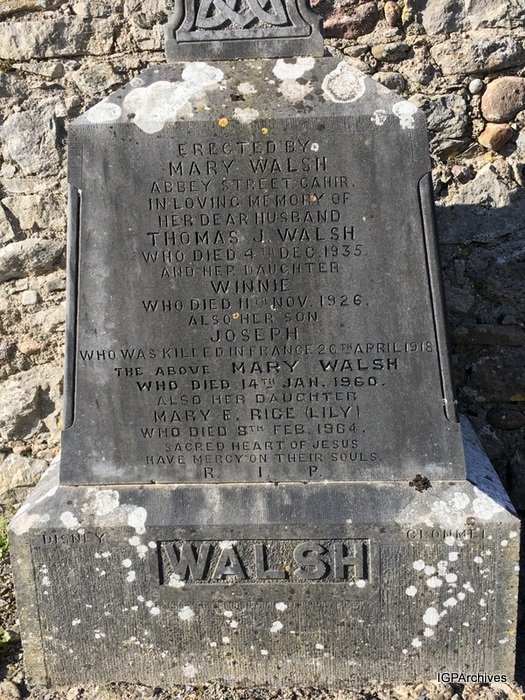 ERECTED BY
MARY WALSH
ABBEY STREET CAHIR.
IN LOVING MEMORY OF
HER DEAR HUSBAND
THOMAS J. WALSH
WHO DIED 4TH DEC. 1935.
AND HER DAUGHTER
WINNIE
WHO DIED 11TH NOV. 1926.
ALSO HER SON
JOSEPH
WHO WAS KILLED IN FRANCE 26TH APRIL 1918
THE ABOVE MARY WALSH
WHO DIED 14TH JAN. 1960.
ALSO HER DAUGHTER
MARY E. RICE (LILY)
WHO DIED 9TH FEB. 1964.
SACRED HEART OF JESUS
HAVE MERCY ON THEIR SOULS.
R I P
DISNEY CLONMEL
WALSH
IGPArchives